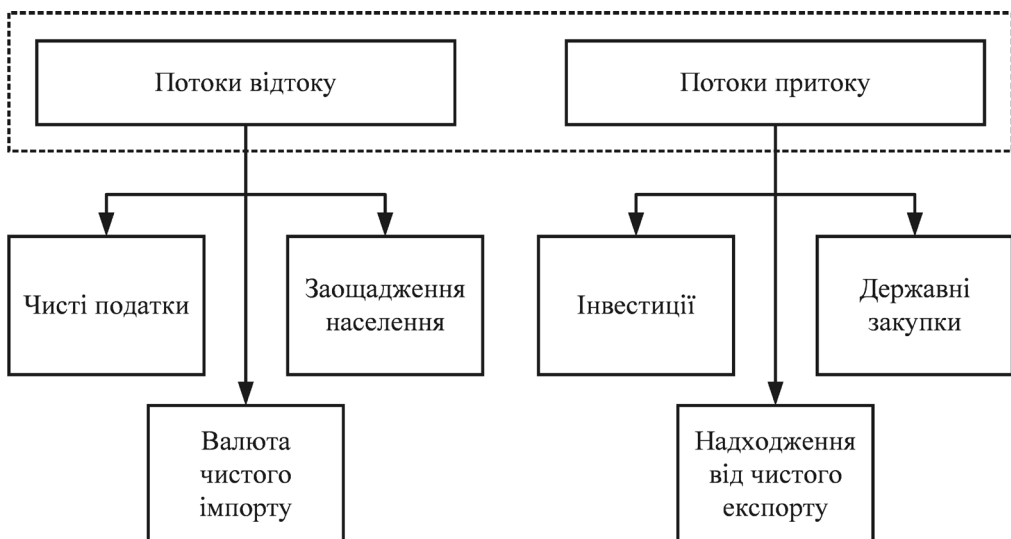 Потоки відтоку
Потоки притоку
Чисті податки
Заощадження
населення
Інвестиції
Державні
закупки
Валюта
чистого
імпорту
Надходження
від чистого
експорту